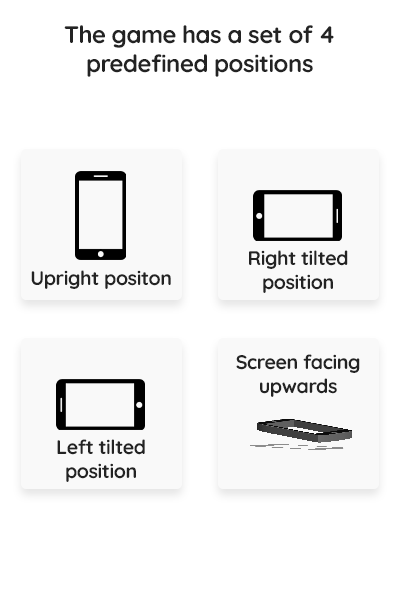 The game has a set of 4
predefined positions
Upright positon
Right tilted
position
Left tilted
position
Screen facing
upwards